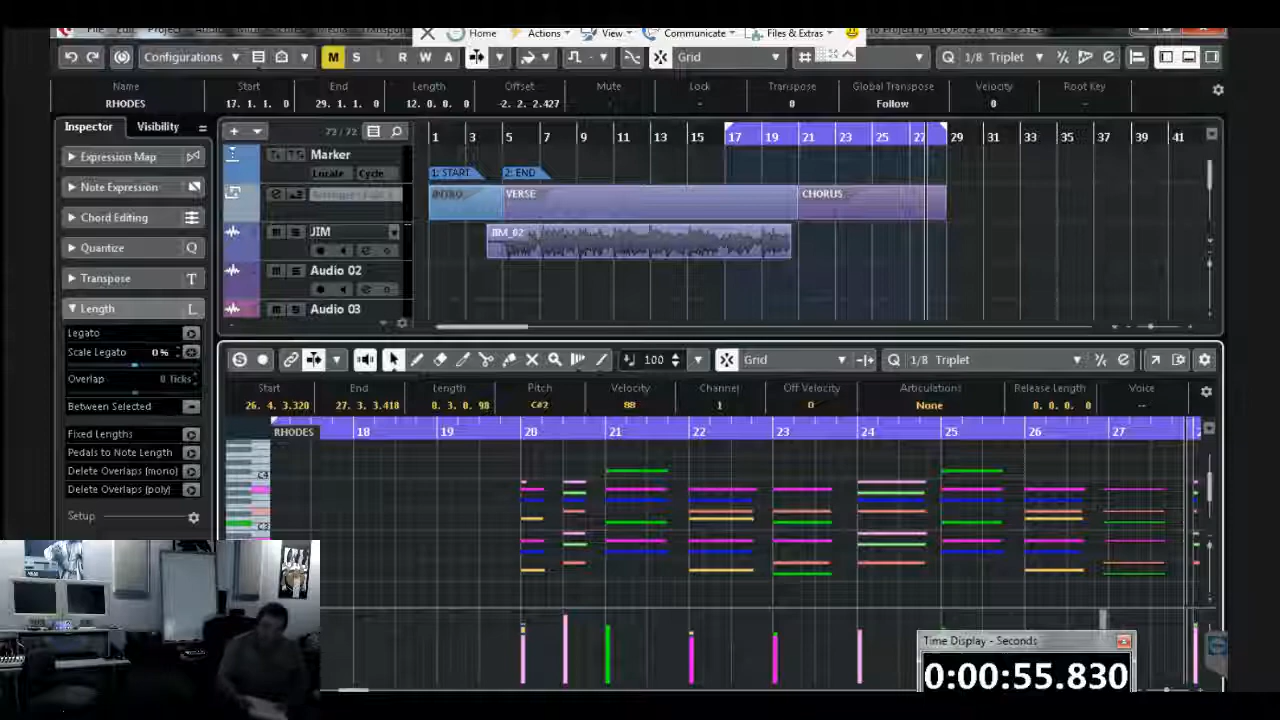 Home Actions View Communicate Files & Extras
Configurations M S L R W A Grid 1/8 Triplet
Name Start End Length Offset Mute Lock Transpose Global Transpose Velocity Root Key
RHODES 17. 1. 1. 0 29. 1. 1. 0 12. 0. 0. 0 -2. 2. 2.427 - - 0 Follow 0 -
Inspector Visibility
72 / 72
1 3 5 7 9 11 13 15 17 19 21 23 25 27 29 31 33 35 37 39 41
Expression Map
Marker
Locate Cycle
1: START 2: END
Note Expression
INTRO VERSE CHORUS
Chord Editing
JIM
JIM_02
Quantize
Audio 02
Transpose
Length
Audio 03
Legato
Scale Legato 0 %
100 Grid 1/8 Triplet
Overlap 0 Ticks
Start End Length Pitch Velocity Channel Off Velocity Articulations Release Length Voice
26. 4. 3.320 27. 3. 3.418 0. 3. 0. 98 C#2 88 1 0 None 0. 0. 0. 0 --
Between Selected
Fixed Lengths
RHODES 18 19 20 21 22 23 24 25 26 27
Pedals to Note Length
Delete Overlaps (mono)
C4
Delete Overlaps (poly)
Setup
C3
Time Display - Seconds
0:00:55.830